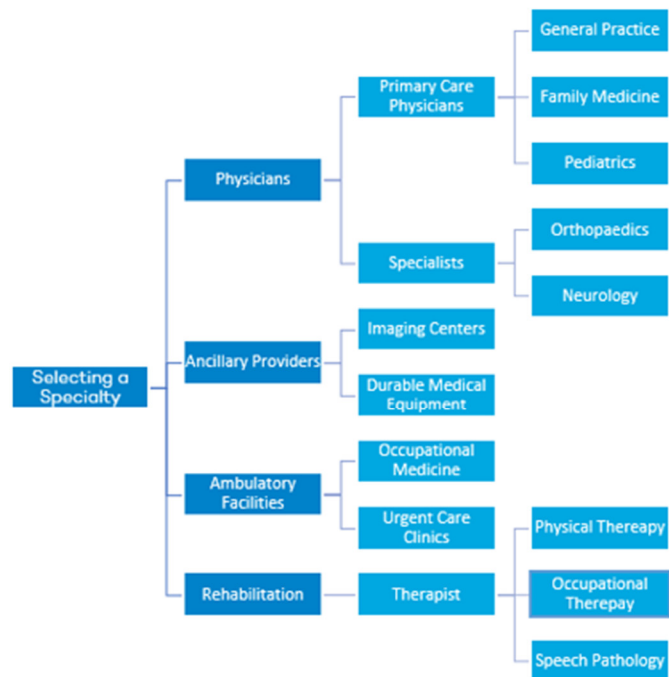 General Practice
Primary Care
Physicians
Family Medicine
Physicians
Pediatrics
Orthopaedics
Specialists
Neurology
Imaging Centers
Ancillary Providers
Selecting a
Specialty
Durable Medical
Equipment
Occupational
Medicine
Ambulatory
Facilities
Urgent Care
Clinics
Physical Thereapy
Rehabilitation
Therapist
Occupational
Therepay
Speech Pathology